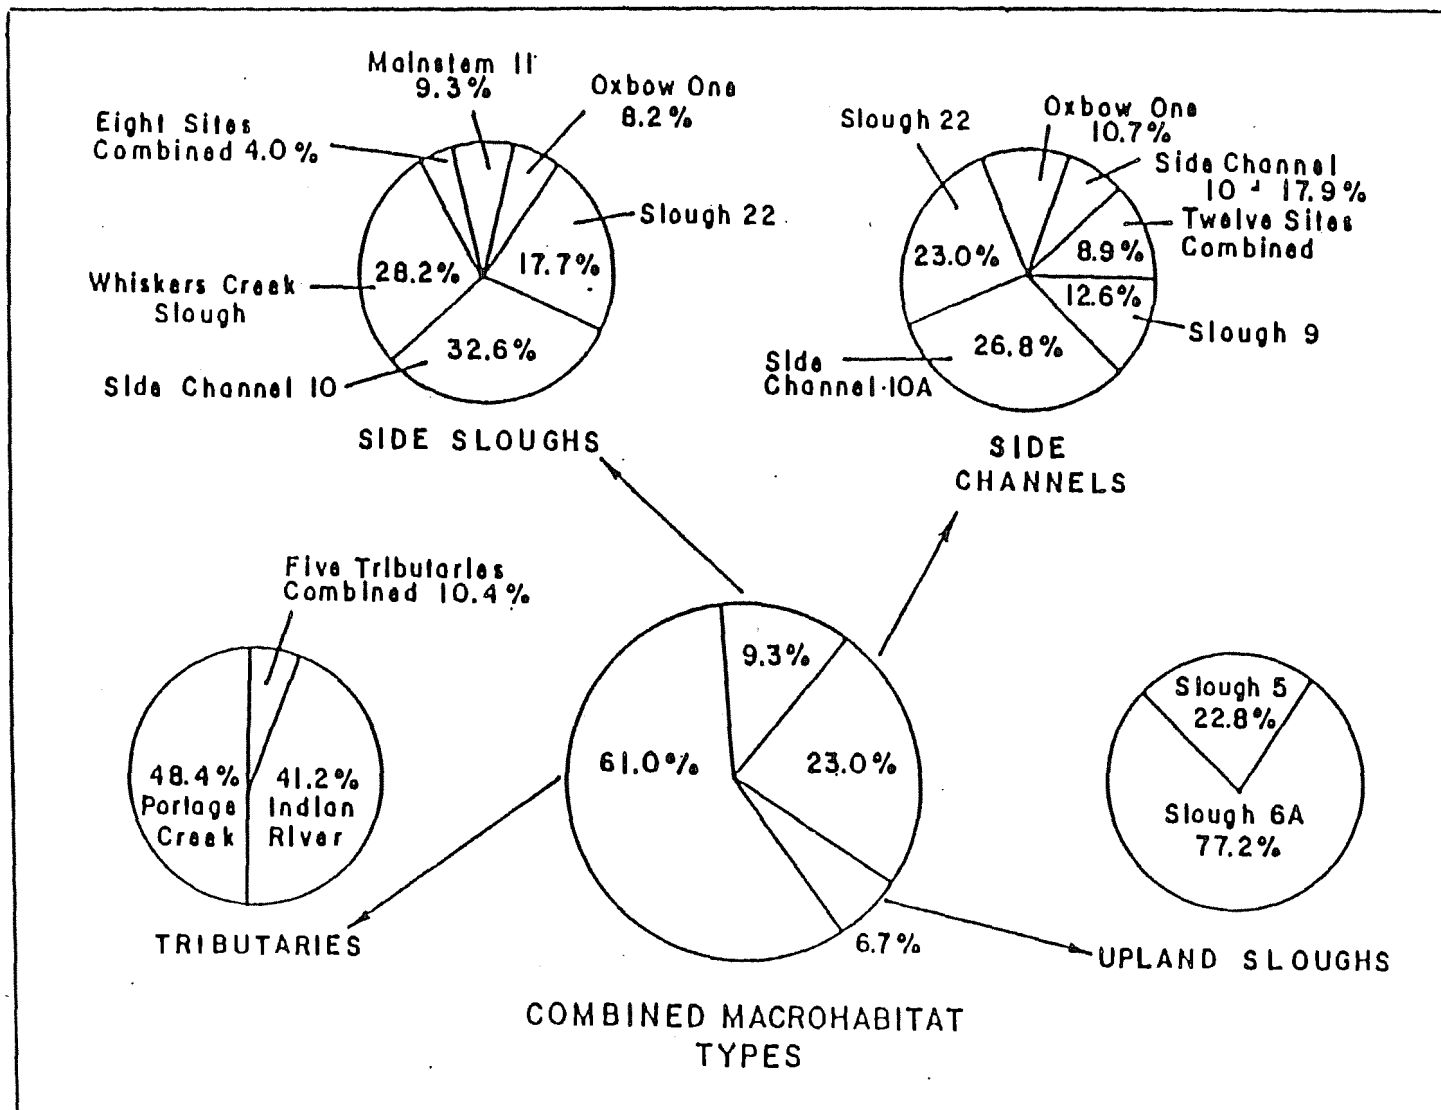 Mainstem II
9.3%
Oxbow One
8.2%
Eight Sites
Combined 4.0%
Slough 22
17.7%
28.2%
Whiskers Creek
Slough
32.6%
Side Channel 10
SIDE SLOUGHS
Slough 22
Oxbow One
10.7%
Side Channel
10 17.9%
Twelve Sites
Combined
8.9%
23.0%
12.6%
Slough 9
26.8%
Side
Channel·10A
SIDE
CHANNELS
Five Tributaries
Combined 10.4%
48.4%
Portage
Creek
41.2%
Indian
River
TRIBUTARIES
9.3%
61.0%
23.0%
6.7%
Slough 5
22.8%
Slough 6A
77.2%
UPLAND SLOUGHS
COMBINED MACROHABITAT
TYPES